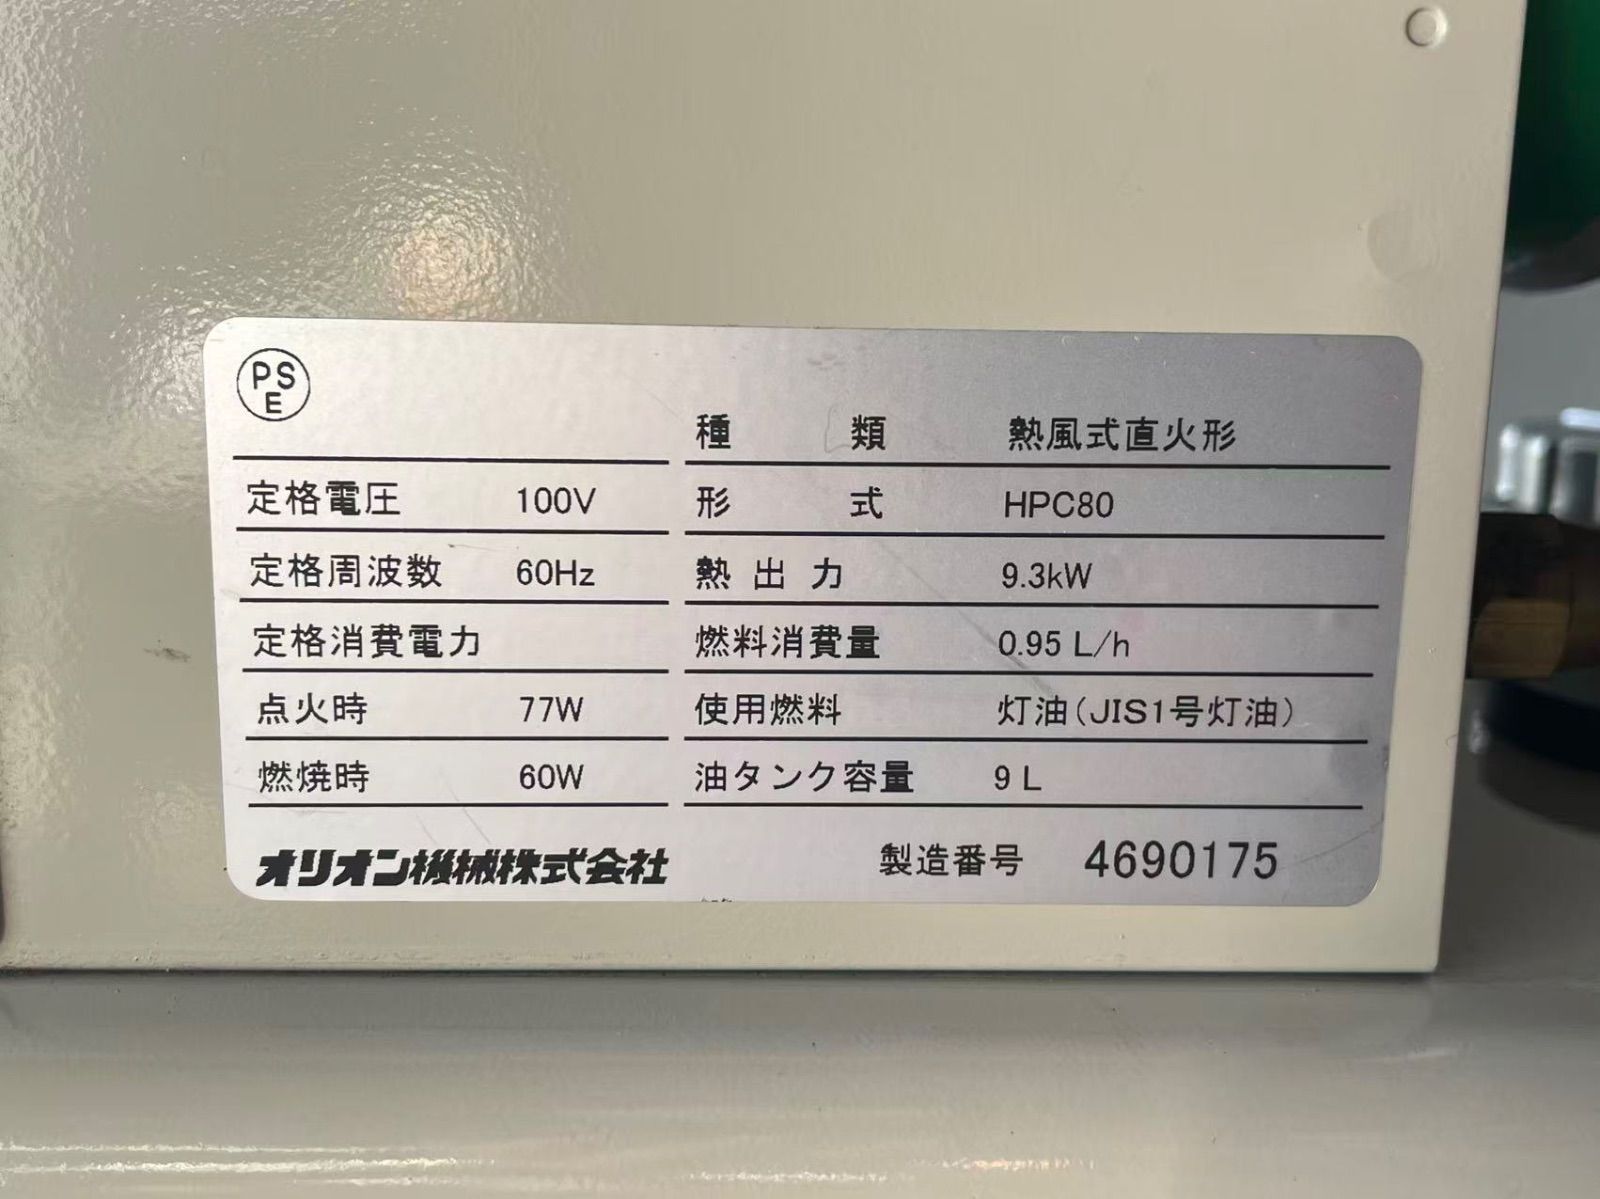 PSE
種類 熱風式直火形
定格電圧 100V 形式 HPC80
定格周波数 60Hz 熱出力 9.3kW
定格消費電力 燃料消費量 0.95 L/h
点火時 77W 使用燃料 灯油(JIS1号灯油)
燃焼時 60W 油タンク容量 9 L
オリオン機械株式会社 製造番号 4690175